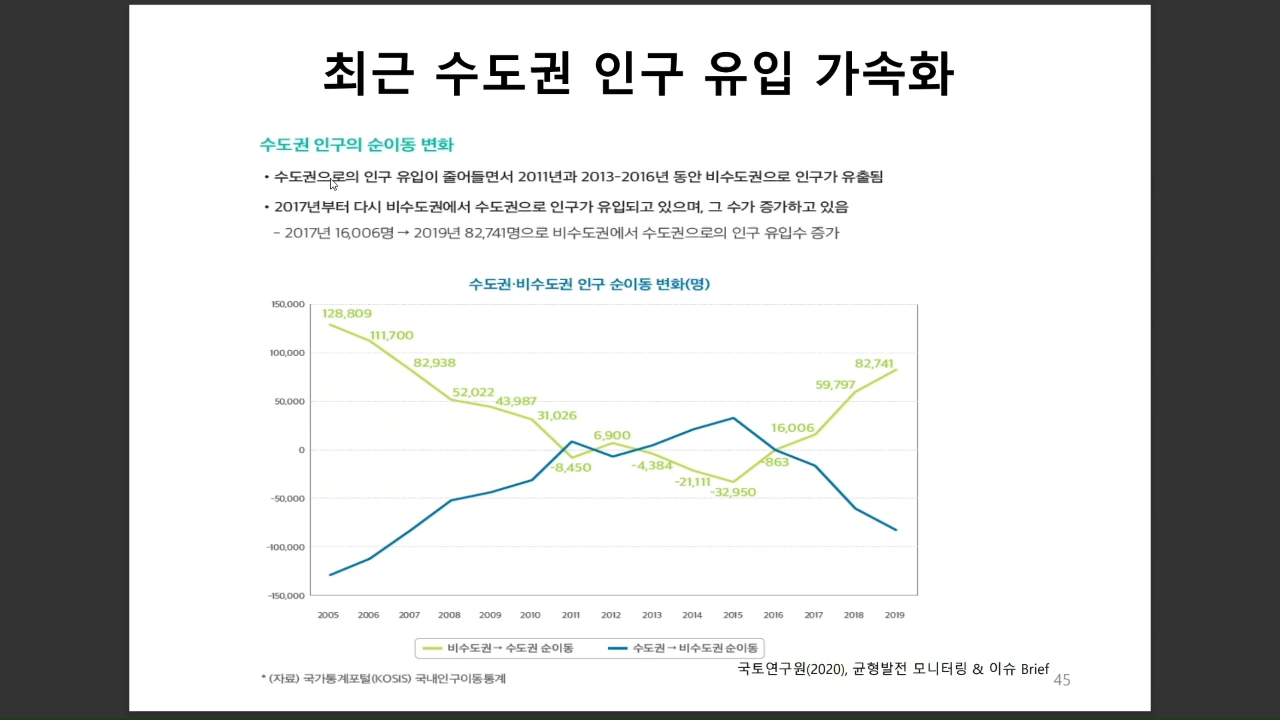 최근 수도권 인구 유입 가속화
수도권 인구의 순이동 변화
• 수도권으로의 인구 유입이 줄어들면서 2011년과 2013-2016년 동안 비수도권으로 인구가 유출됨
• 2017년부터 다시 비수도권에서 수도권으로 인구가 유입되고 있으며, 그 수가 증가하고 있음
- 2017년 16,006명 → 2019년 82,741명으로 비수도권에서 수도권으로의 인구 유입수 증가
수도권·비수도권 인구 순이동 변화(명)
150,000
100,000
50,000
0
-50,000
-100,000
-150,000
128,809
111,700
82,938
52,022
43,987
31,026
-8,450
6,900
-4,384
-21,111
-32,950
-863
16,006
59,797
82,741
2005 2006 2007 2008 2009 2010 2011 2012 2013 2014 2015 2016 2017 2018 2019
비수도권 → 수도권 순이동 수도권 → 비수도권 순이동
국토연구원(2020), 균형발전 모니터링 & 이슈 Brief
* (자료) 국가통계포털(KOSIS) 국내인구이동통계
45